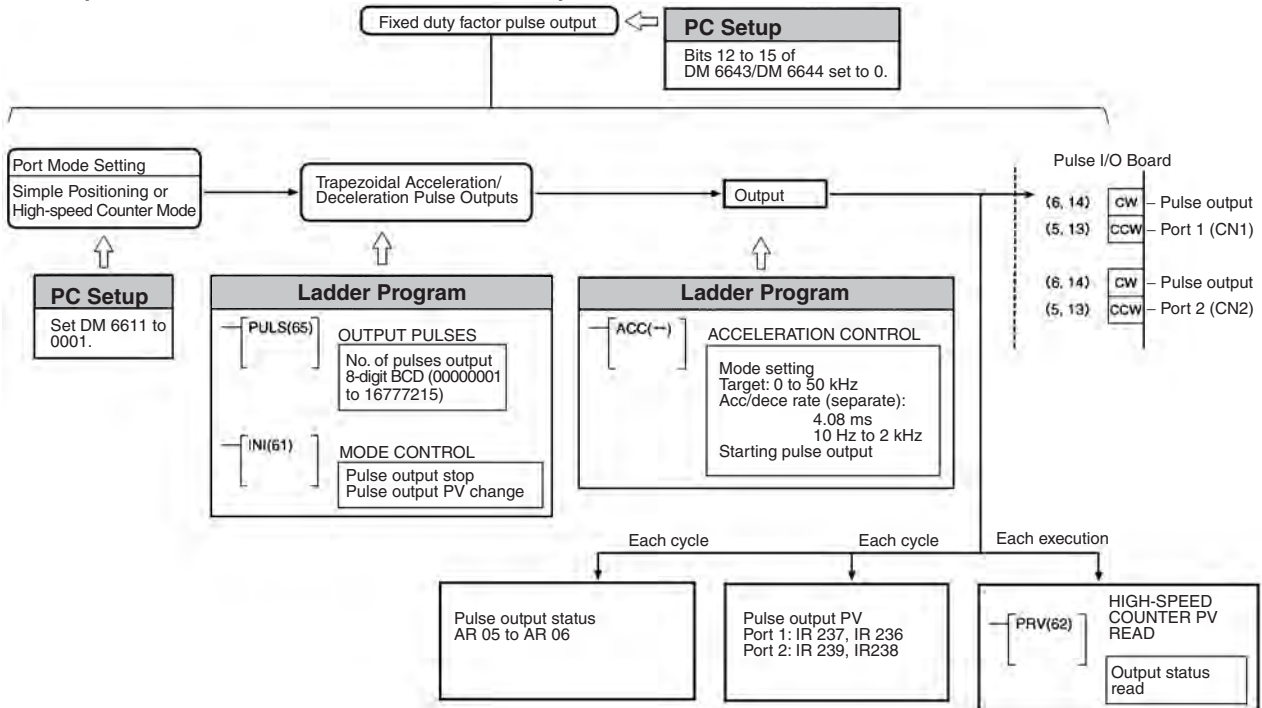 Fixed duty factor pulse output
PC Setup
Bits 12 to 15 of
DM 6643/DM 6644 set to 0.
Port Mode Setting
Simple Positioning or
High-speed Counter Mode
Trapezoidal Acceleration/
Deceleration Pulse Outputs
Output
Pulse I/O Board
(6, 14) CW – Pulse output
(5, 13) CCW – Port 1 (CN1)
(6, 14) CW – Pulse output
(5, 13) CCW – Port 2 (CN2)
PC Setup
Set DM 6611 to
0001.
Ladder Program
PULS(65)
OUTPUT PULSES
No. of pulses output
8-digit BCD (00000001
to 16777215)
INI(61)
MODE CONTROL
Pulse output stop
Pulse output PV change
Ladder Program
ACC(--)
ACCELERATION CONTROL
Mode setting
Target: 0 to 50 kHz
Acc/dece rate (separate):
4.08 ms
10 Hz to 2 kHz
Starting pulse output
Each cycle
Each cycle
Each execution
Pulse output status
AR 05 to AR 06
Pulse output PV
Port 1: IR 237, IR 236
Port 2: IR 239, IR238
PRV(62)
HIGH-SPEED
COUNTER PV
READ
Output status
read